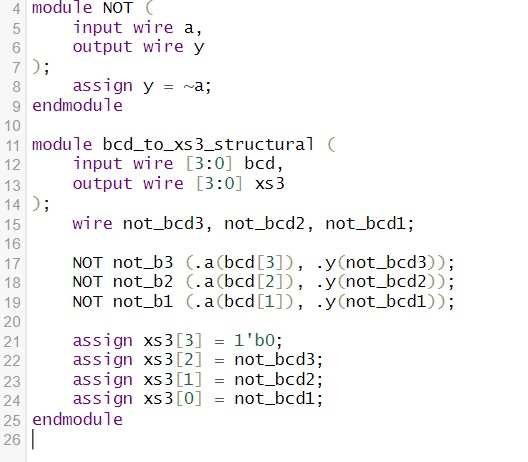 4 module NOT (
5     input wire a,
6     output wire y
7 );
8     assign y = ~a;
9 endmodule
10
11 module bcd_to_xs3_structural (
12     input wire [3:0] bcd,
13     output wire [3:0] xs3
14 );
15     wire not_bcd3, not_bcd2, not_bcd1;
16
17     NOT not_b3 (.a(bcd[3]), .y(not_bcd3));
18     NOT not_b2 (.a(bcd[2]), .y(not_bcd2));
19     NOT not_b1 (.a(bcd[1]), .y(not_bcd1));
20
21     assign xs3[3] = 1'b0;
22     assign xs3[2] = not_bcd3;
23     assign xs3[1] = not_bcd2;
24     assign xs3[0] = not_bcd1;
25 endmodule
26